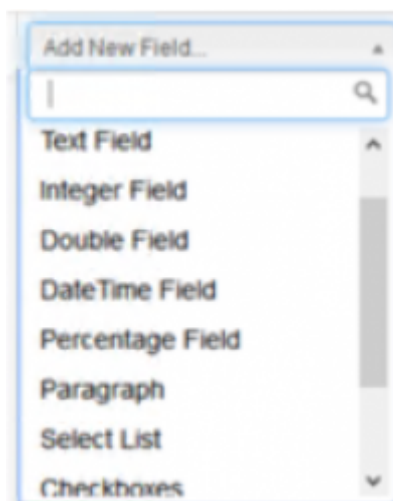 Add New Field...
Text Field
Integer Field
Double Field
DateTime Field
Percentage Field
Paragraph
Select List
Checkboxes